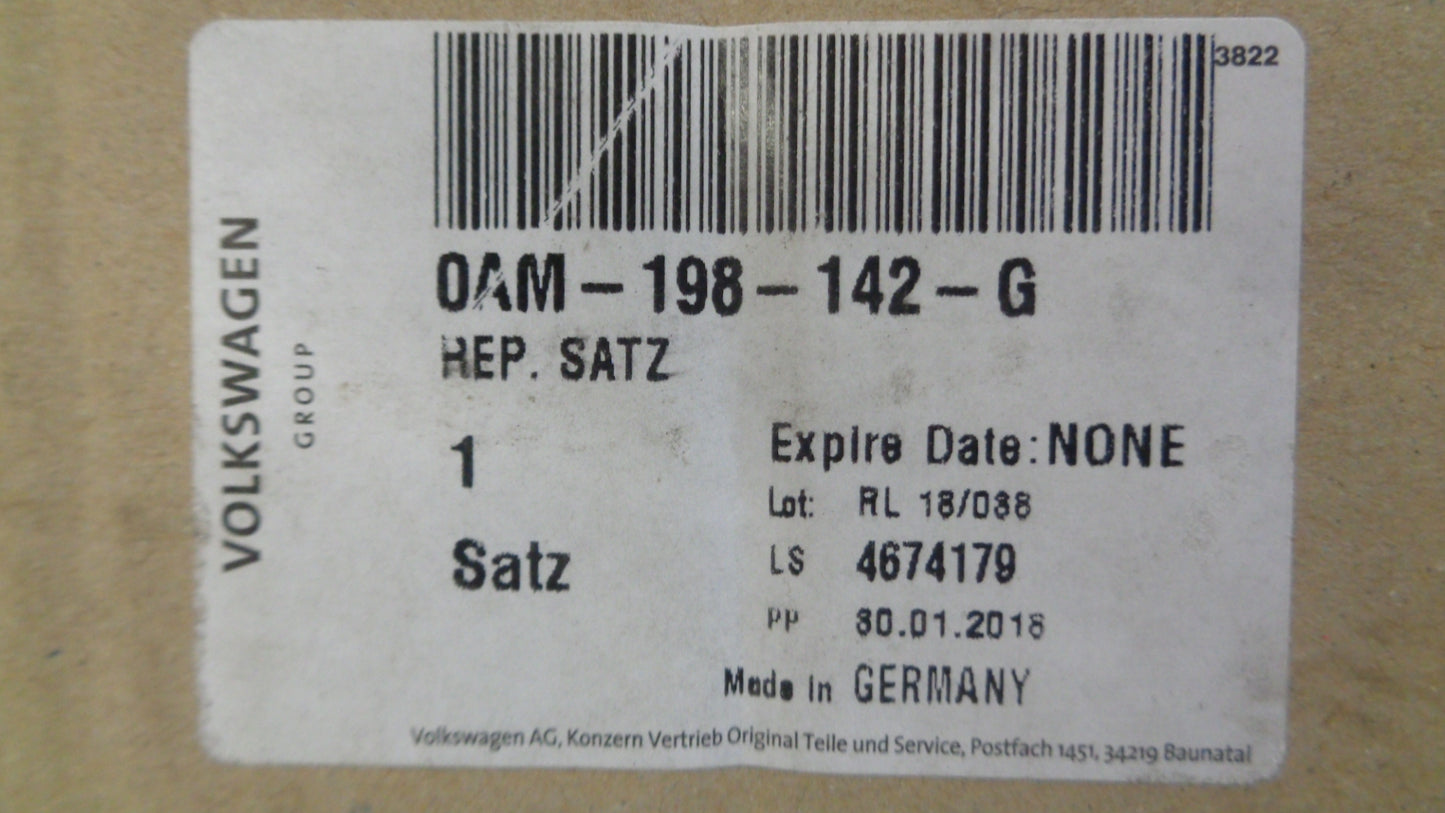 3822
VOLKSWAGEN
GROUP
0AM - 198 - 142 - G
REP. SATZ
1
Satz
Expire Date: NONE
Lot: RL 18/038
LS 4674179
PP 30.01.2018
Made in GERMANY
Volkswagen AG, Konzern Vertrieb Original Teile und Service, Postfach 1451, 34219 Baunatal